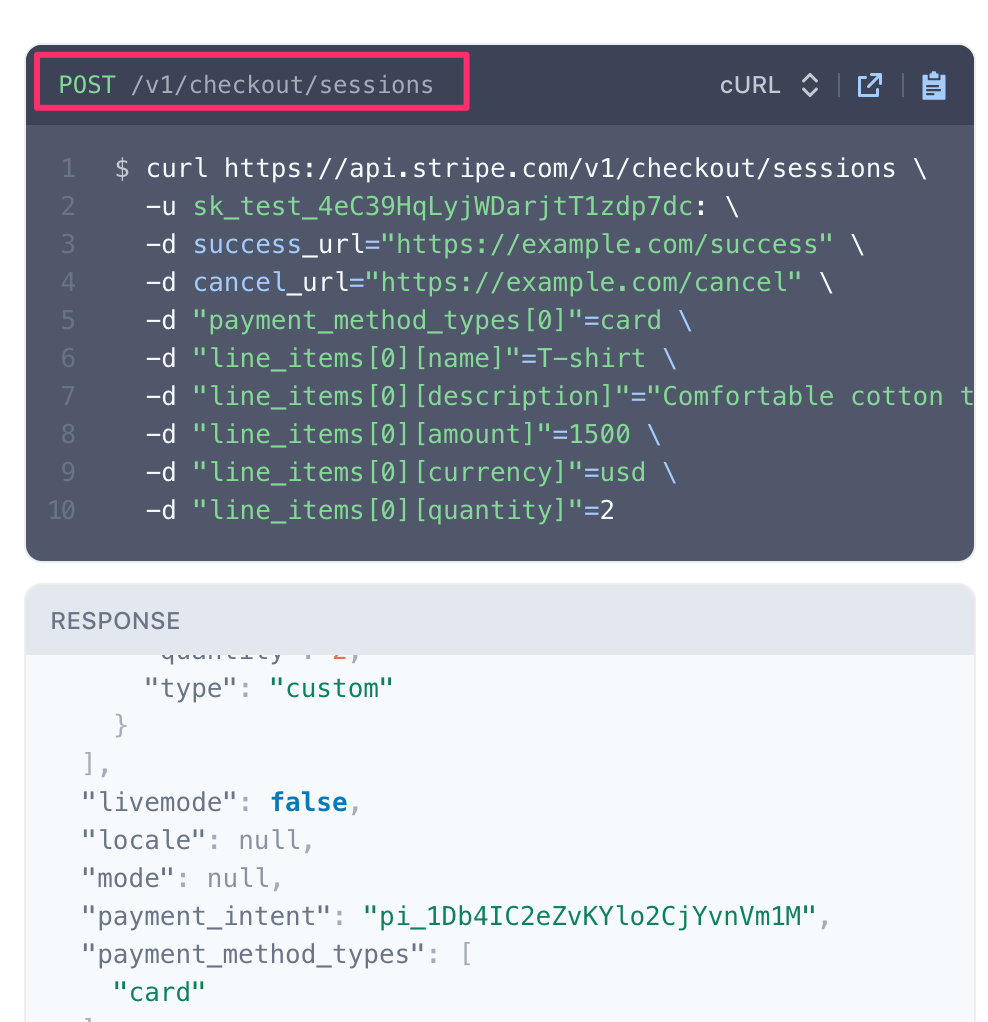 POST /v1/checkout/sessions cURL
1 $ curl https://api.stripe.com/v1/checkout/sessions \
2 -u sk_test_4eC39HqLyjWDarjtT1zdp7dc: \
3 -d success_url="https://example.com/success" \
4 -d cancel_url="https://example.com/cancel" \
5 -d "payment_method_types[0]"=card \
6 -d "line_items[0][name]"=T-shirt \
7 -d "line_items[0][description]"="Comfortable cotton t
8 -d "line_items[0][amount]"=1500 \
9 -d "line_items[0][currency]"=usd \
10 -d "line_items[0][quantity]"=2
RESPONSE
"quantity": 2,
"type": "custom"
}
],
"livemode": false,
"locale": null,
"mode": null,
"payment_intent": "pi_1Db4IC2eZvKYlo2CjYvnVm1M",
"payment_method_types": [
"card"